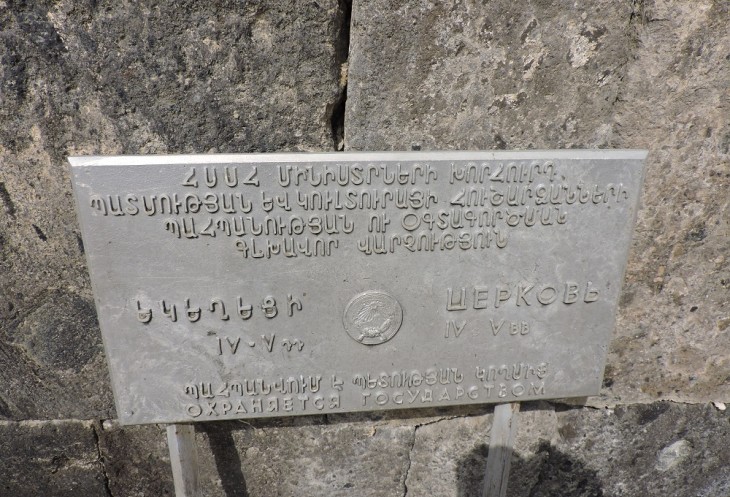 ՀՍՍՀ ՄԻՆԻՍՏՐՆԵՐԻ ԽՈՐՀՈՒՐԴ.
ՊԱՏՄՈՒԹՅԱՆ ԵՎ ԿՈՒԼՏՈՒՐԱՅԻ ՀՈՒՇԱՐՁԱՆՆԵՐԻ
ՊԱՀՊԱՆՈՒԹՅԱՆ ՈՒ ՕԳՏԱԳՈՐԾՄԱՆ
ԳԼԽԱՎՈՐ ՎԱՐՉՈՒԹՅՈՒՆ
ԵԿԵՂԵՑԻ ЦЕРКОВЬ
IV-V դդ IV V ВВ
ՊԱՀՊԱՆՎՈՒՄ Է ՊԵՏՈՒԹՅԱՆ ԿՈՂՄԻՑ
ОХРАНЯЕТСЯ ГОСУДАРСТВОМ